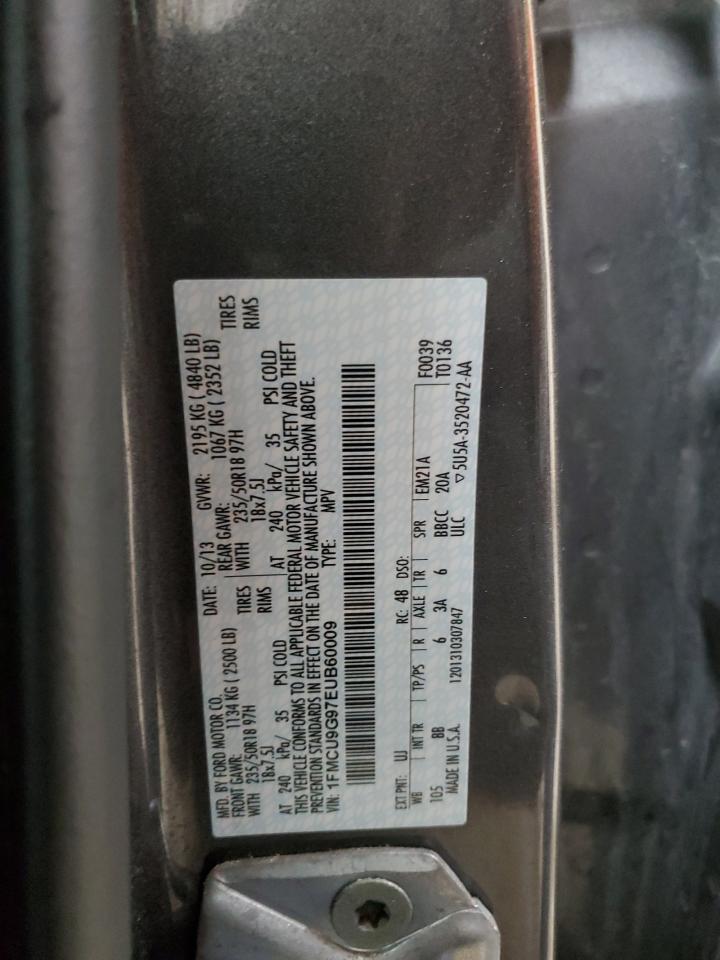 MFD. BY FORD MOTOR CO.
DATE: 10/13 GVWR: 2195 KG ( 4840 LB)
FRONT GAWR: 1134 KG ( 2500 LB)
REAR GAWR: 1067 KG ( 2352 LB)
WITH 235/50R18 97H TIRES
WITH 235/50R18 97H TIRES
18x7.5J RIMS
18x7.5J RIMS
AT 240 kPa/ 35 PSI COLD
AT 240 kPa/ 35 PSI COLD
THIS VEHICLE CONFORMS TO ALL APPLICABLE FEDERAL MOTOR VEHICLE SAFETY AND THEFT
PREVENTION STANDARDS IN EFFECT ON THE DATE OF MANUFACTURE SHOWN ABOVE.
VIN: 1FMCU9G97EUB60009 TYPE: MPV
EXT PNT: UJ RC: 48 DSO: F0039
WB INT TR TP/PS R AXLE TR SPR EM21A T0136
105 BB 6 3A 6 BBCC 20A
MADE IN U.S.A. 1201310307847 ULC ▽5U5A-3520472-AA